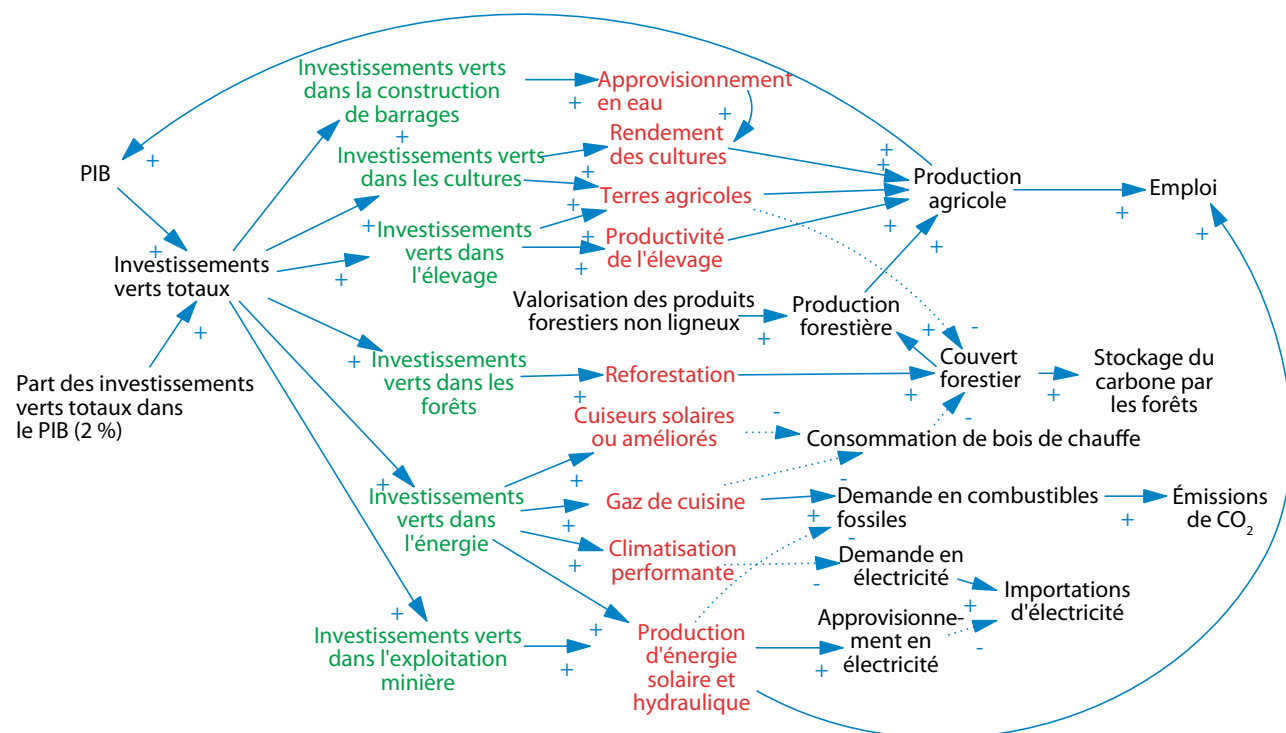 Investissements verts
dans la construction
de barrages
Approvisionnement
en eau
Rendement
des cultures
Investissements verts
dans les cultures
PIB
Terres agricoles
Production
agricole
Emploi
Investissements
verts dans
l'élevage
Productivité
de l'élevage
Investissements
verts totaux
Valorisation des produits
forestiers non ligneux
Production
forestière
Part des investissements
verts totaux dans
le PIB (2 %)
Investissements
verts dans les
forêts
Reforestation
Couvert
forestier
Stockage du
carbone par
les forêts
Cuiseurs solaires
ou améliorés
Consommation de bois de chauffe
Investissements
verts dans
l'énergie
Gaz de cuisine
Demande en combustibles
fossiles
Émissions
de CO2
Climatisation
performante
Demande en
électricité
Importations
d'électricité
Approvisionne-
ment en
électricité
Investissements verts
dans l'exploitation
minière
Production
d'énergie
solaire et
hydraulique